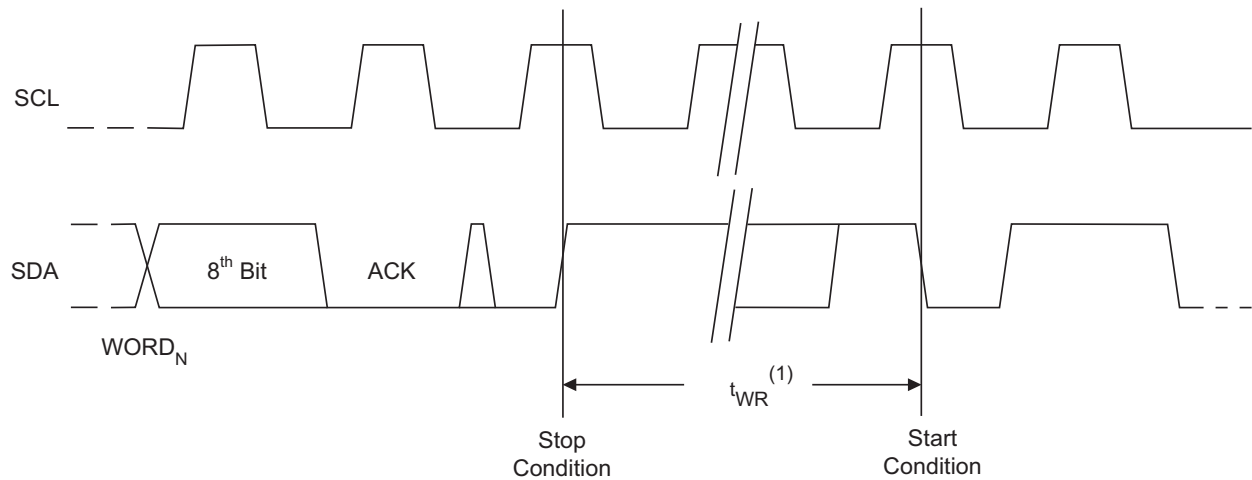 SCL
SDA
8th Bit
ACK
WORDN
tWR(1)
Stop
Condition
Start
Condition